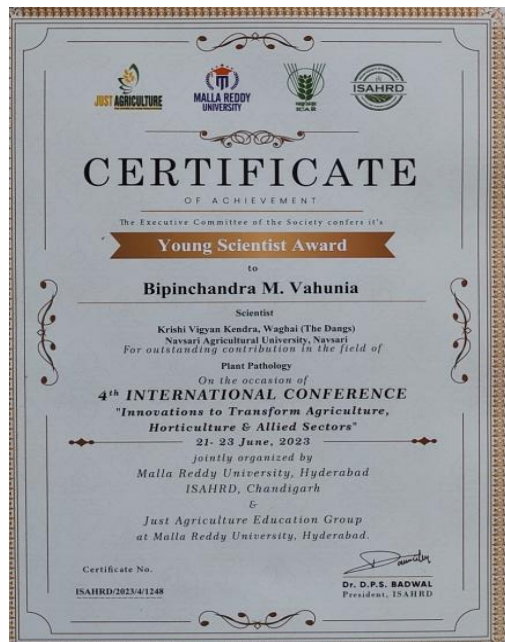 JUST AGRICULTURE
MALLA REDDY
UNIVERSITY
ICAR
ISAHRD
CERTIFICATE
OF ACHIEVEMENT
The Executive Committee of the Society confers it's
Young Scientist Award
to
Bipinchandra M. Vahunia
Scientist
Krishi Vigyan Kendra, Waghai (The Dangs)
Navsari Agricultural University, Navsari
For outstanding contribution in the field of
Plant Pathology
On the occasion of
4th INTERNATIONAL CONFERENCE
"Innovations to Transform Agriculture,
Horticulture & Allied Sectors"
21- 23 June, 2023
jointly organized by
Malla Reddy University, Hyderabad
ISAHRD, Chandigarh
&
Just Agriculture Education Group
at Malla Reddy University, Hyderabad.
Certificate No.
ISAHRD/2023/4/1248
Dr. D.P.S. BADWAL
President, ISAHRD